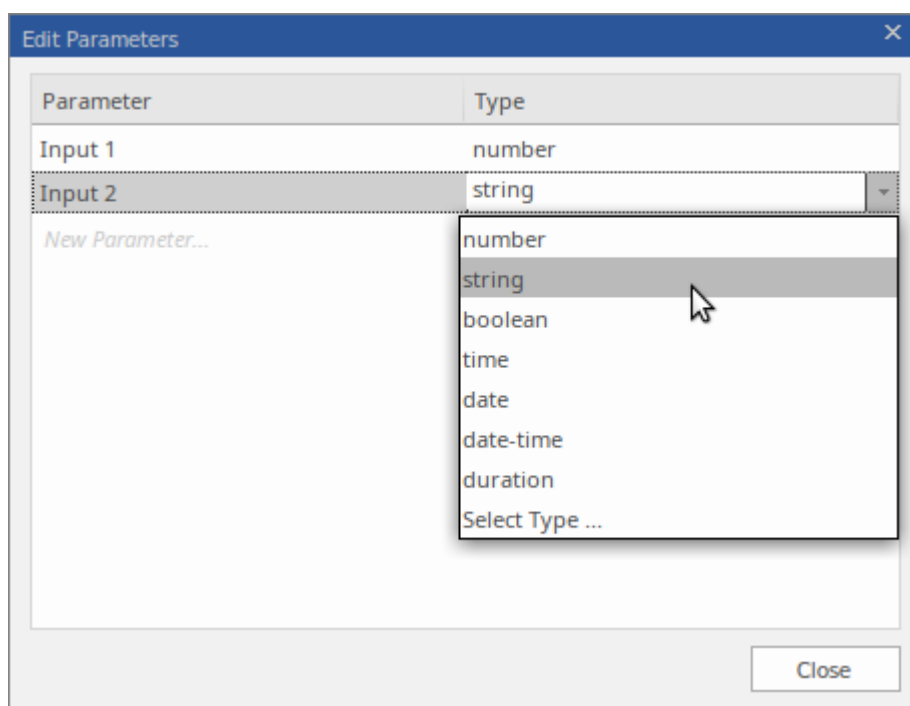 Edit Parameters
Parameter Type
Input 1 number
Input 2 string
New Parameter...
number
string
boolean
time
date
date-time
duration
Select Type ...
Close